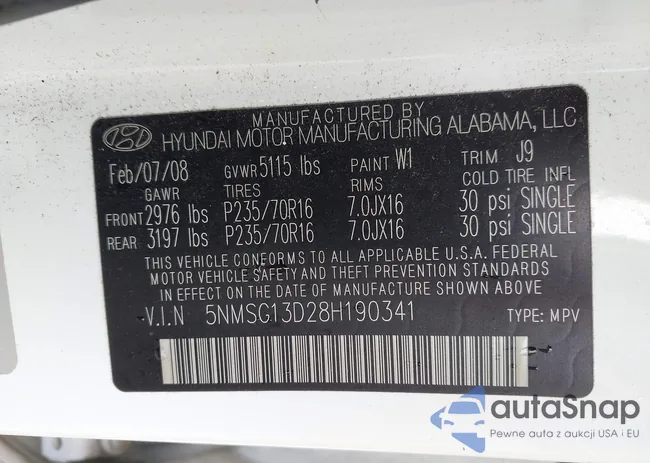 MANUFACTURED BY
HYUNDAI MOTOR MANUFACTURING ALABAMA, LLC
Feb/07/08 GVWR 5115 lbs PAINT W1 TRIM J9
GAWR TIRES RIMS COLD TIRE INFL
FRONT 2976 lbs P235/70R16 7.0JX16 30 psi SINGLE
REAR 3197 lbs P235/70R16 7.0JX16 30 psi SINGLE
THIS VEHICLE CONFORMS TO ALL APPLICABLE U.S.A. FEDERAL
MOTOR VEHICLE SAFETY AND THEFT PREVENTION STANDARDS
IN EFFECT ON THE DATE OF MANUFACTURE SHOWN ABOVE
V.I.N 5NMSG13D28H190341 TYPE: MPV
autaSnap
Pewne auta z aukcji USA i EU